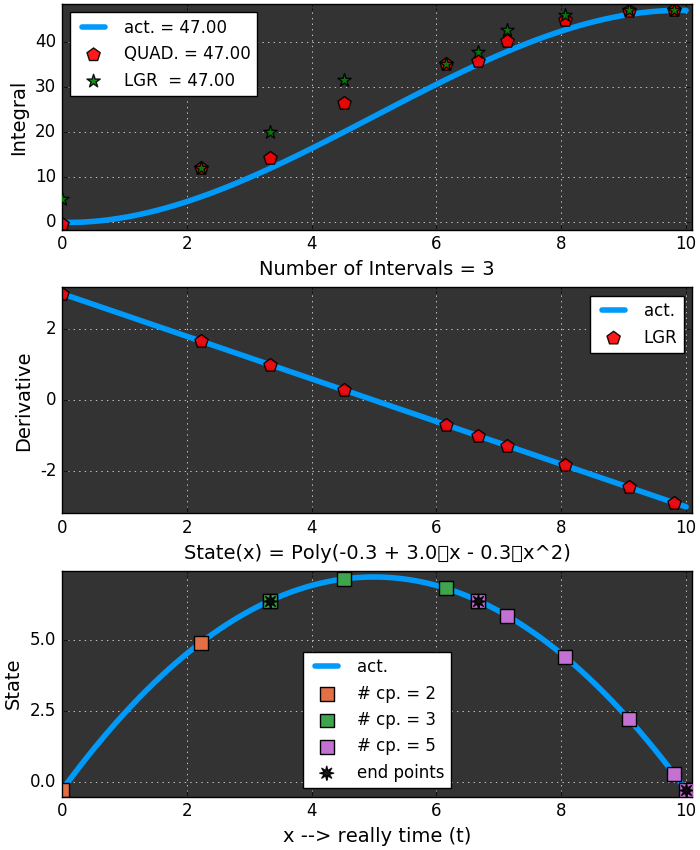 act. = 47.00
QUAD. = 47.00
LGR  = 47.00
Integral
40
30
20
10
0
0 2 4 6 8 10
Number of Intervals = 3
act.
LGR
Derivative
2
0
-2
0 2 4 6 8 10
State(x) = Poly(-0.3 + 3.0▯x - 0.3▯x^2)
State
5.0
2.5
0.0
act.
# cp. = 2
# cp. = 3
# cp. = 5
end points
0 2 4 6 8 10
x --> really time (t)